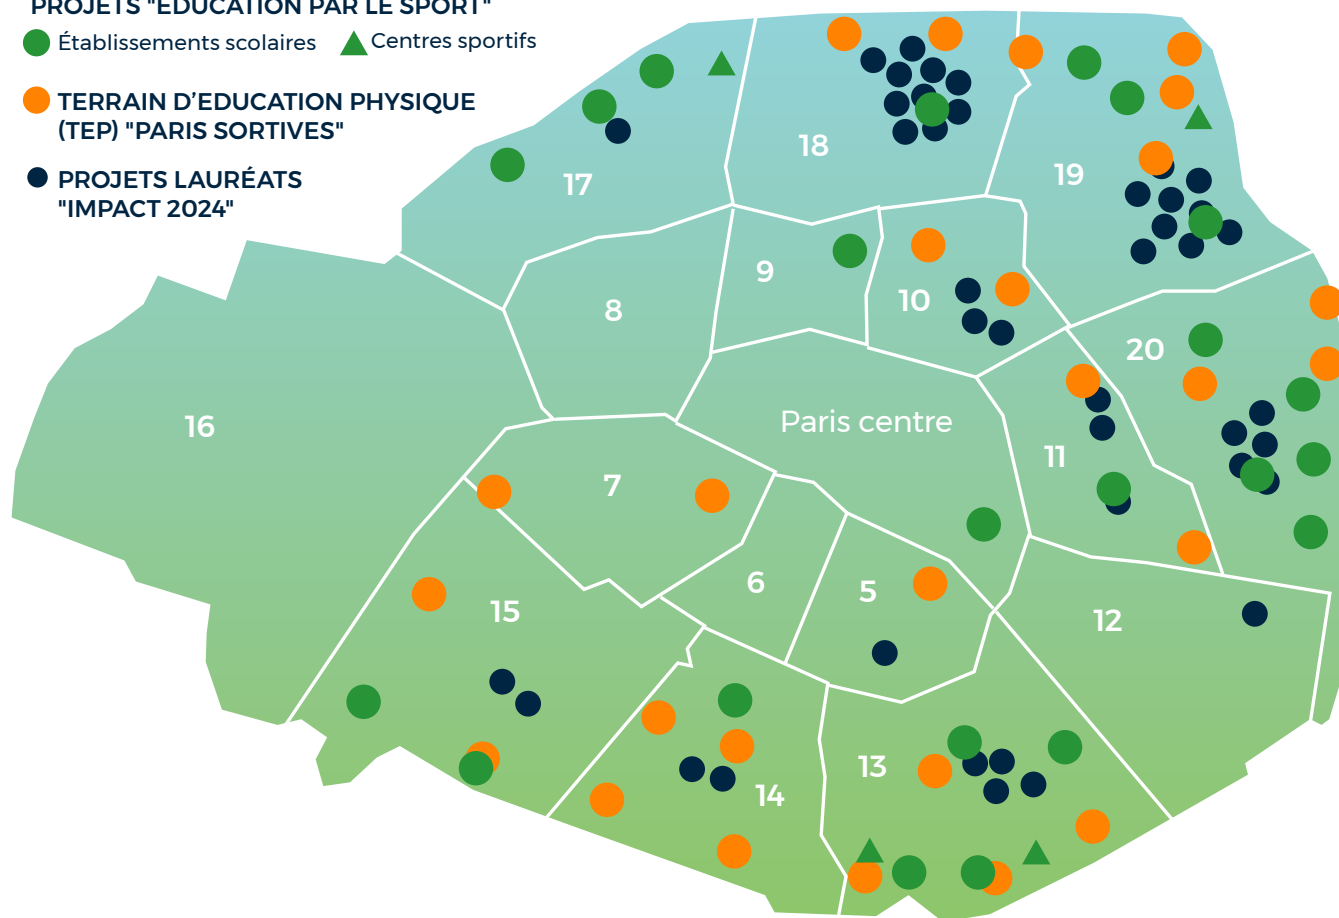 PROJETS "EDUCATION PAR LE SPORT"
Établissements scolaires
Centres sportifs
TERRAIN D'EDUCATION PHYSIQUE
(TEP) "PARIS SORTIVES"
PROJETS LAURÉATS
"IMPACT 2024"
18
19
17
9
10
8
20
Paris centre
16
11
7
6
5
15
12
13
14